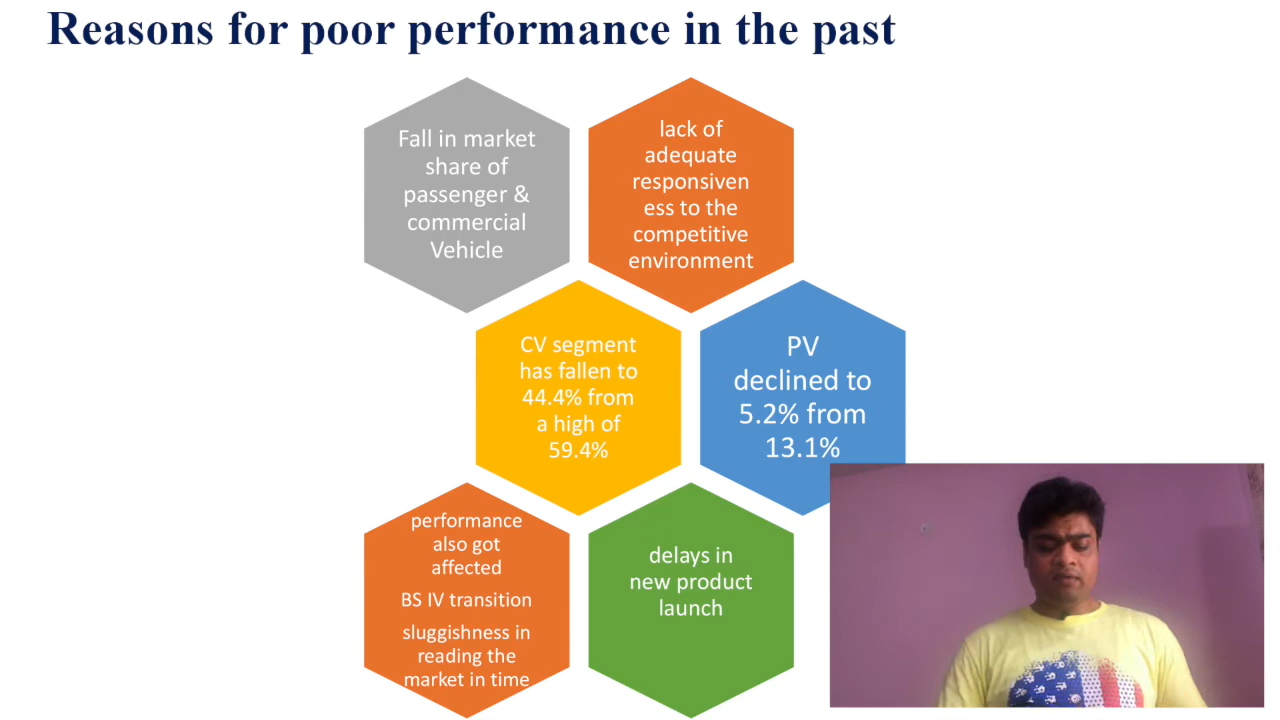 Reasons for poor performance in the past
Fall in market
share of
passenger &
commercial
Vehicle
lack of
adequate
responsiven
ess to the
competitive
environment
CV segment
has fallen to
44.4% from
a high of
59.4%
PV
declined to
5.2% from
13.1%
performance
also got
affected
BS IV transition
sluggishness in
reading the
market in time
delays in
new product
launch